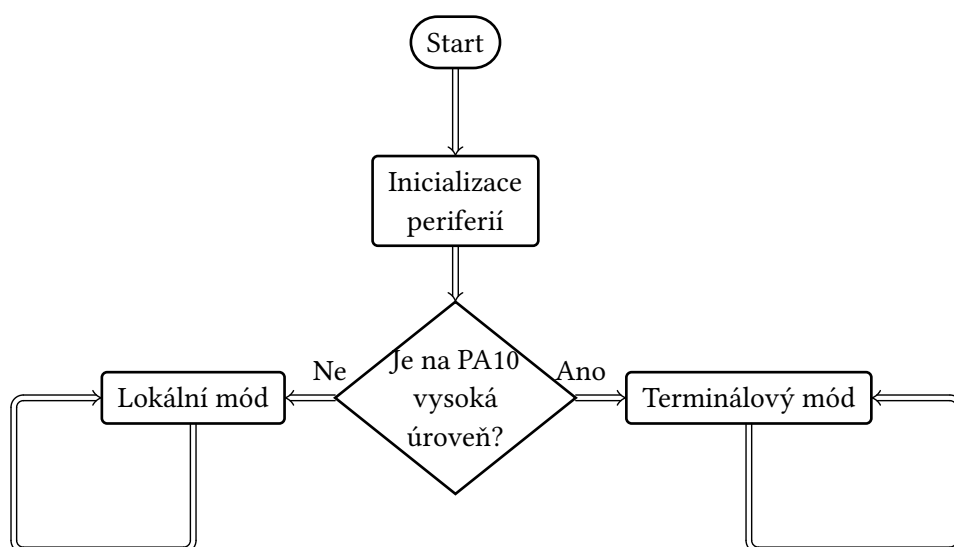 Start
Inicializace
periferií
Je na PA10
vysoká
úroveň?
Ne
Ano
Lokální mód
Terminálový mód